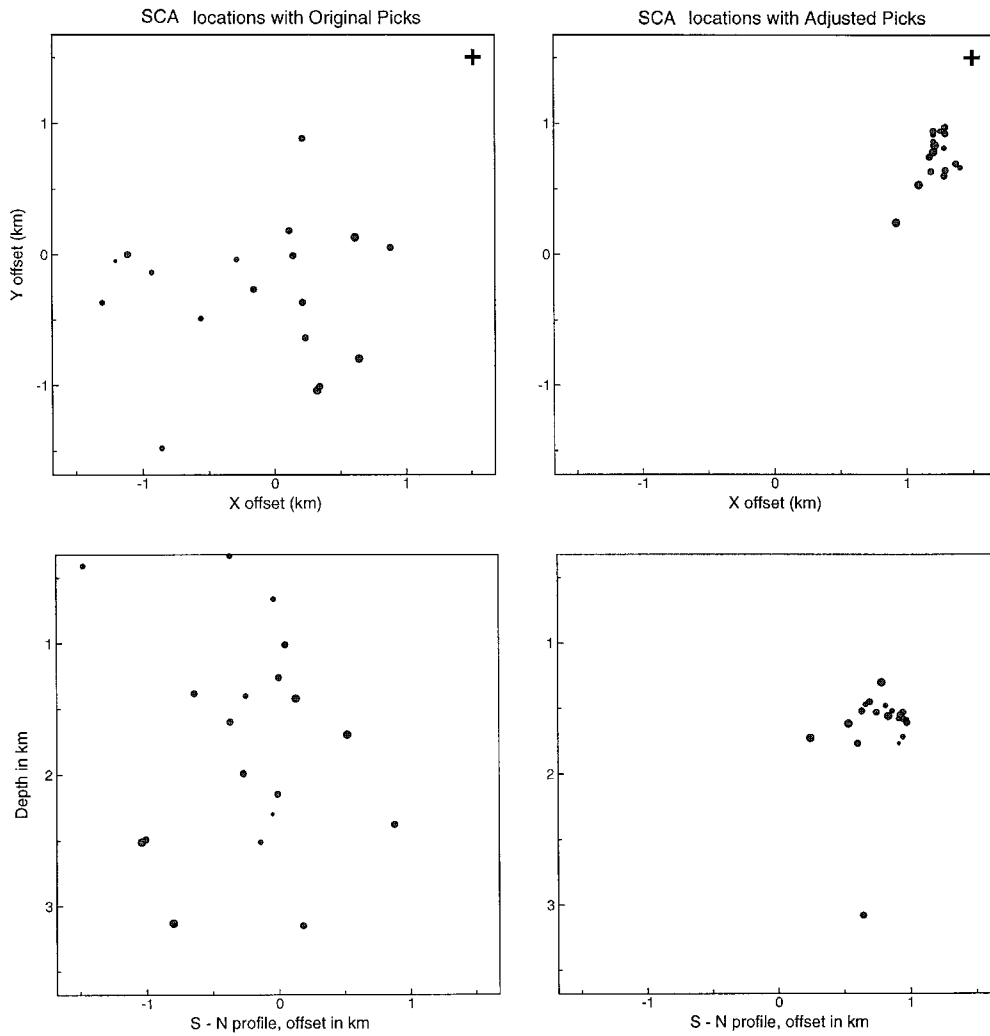 SCA locations with Original Picks
SCA locations with Adjusted Picks
1
0
-1
Y offset (km)
-1 0 1
X offset (km)
1
0
-1
-1 0 1
X offset (km)
1
2
3
Depth in km
-1 0 1
S - N profile, offset in km
1
2
3
-1 0 1
S - N profile, offset in km